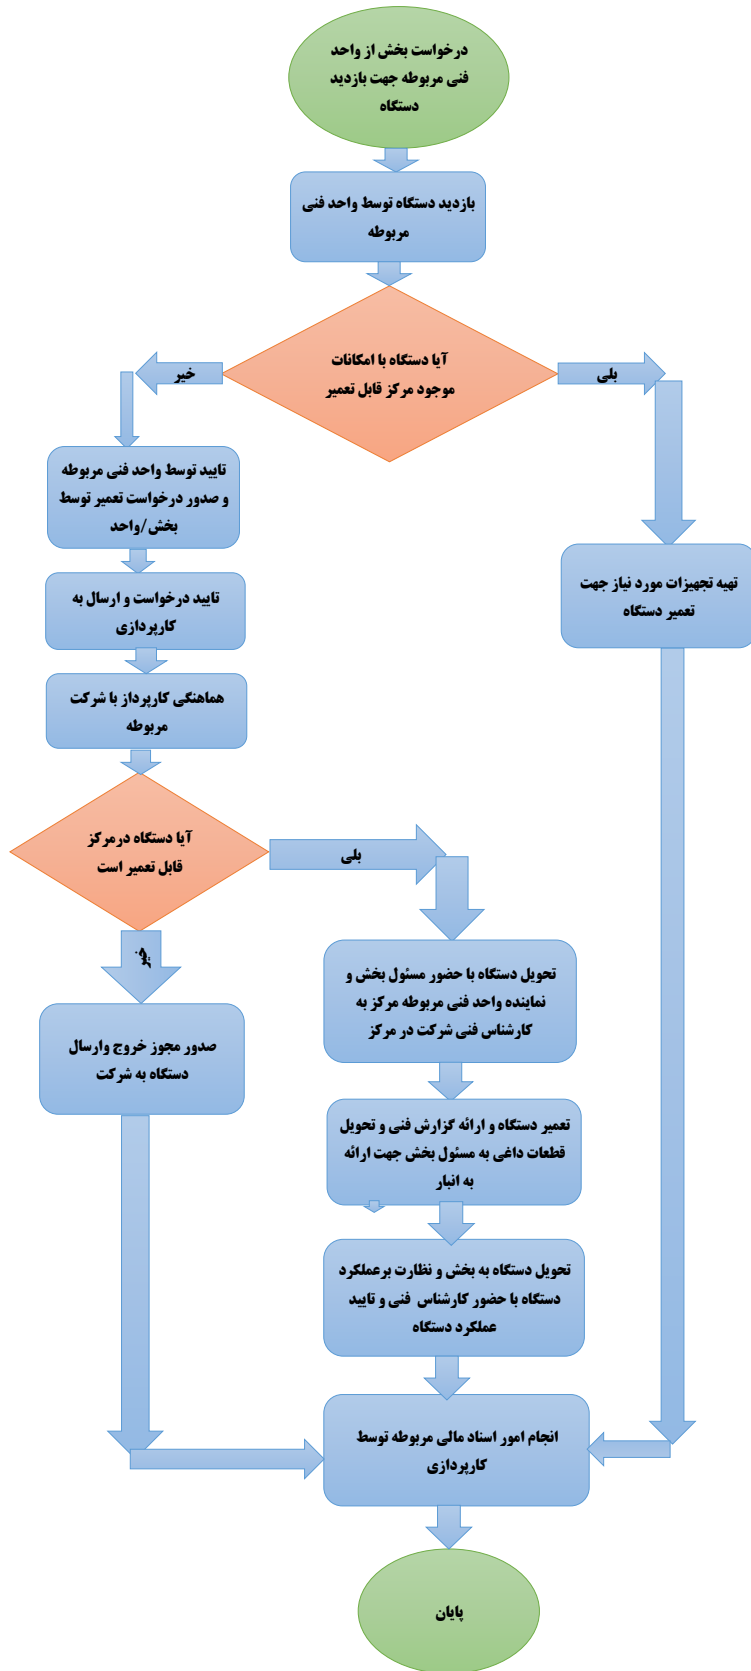 درخواست بخش از واحد
فنی مربوطه جهت بازدید
دستگاه
بازدید دستگاه توسط واحد فنی
مربوطه
آیا دستگاه با امکانات
موجود مرکز قابل تعمیر
خیر
بلی
تایید توسط واحد فنی مربوطه
و صدور درخواست تعمیر توسط
بخش/واحد
تهیه تجهیزات مورد نیاز جهت
تعمیر دستگاه
تایید درخواست و ارسال به
کارپردازی
هماهنگی کارپرداز با شرکت
مربوطه
آیا دستگاه درمرکز
قابل تعمیر است
بلی
خیر
تحویل دستگاه با حضور مسئول بخش و
نماینده واحد فنی مربوطه مرکز به
کارشناس فنی شرکت در مرکز
صدور مجوز خروج وارسال
دستگاه به شرکت
تعمیر دستگاه و ارائه گزارش فنی و تحویل
قطعات داغی به مسئول بخش جهت ارائه
به انبار
تحویل دستگاه به بخش و نظارت برعملکرد
دستگاه با حضور کارشناس فنی و تایید
عملکرد دستگاه
انجام امور اسناد مالی مربوطه توسط
کارپردازی
پایان